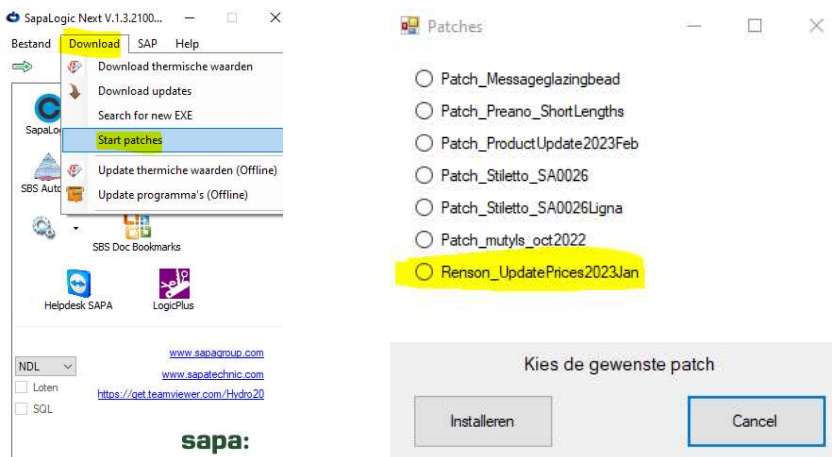 SapaLogic Next V.1.3.2100...
Bestand Download SAP Help
Download thermische waarden
Download updates
Search for new EXE
Start patches
Update thermiche waarden (Offline)
Update programma's (Offline)
SapaLo
SBS Auto
SBS Doc Bookmarks
Helpdesk SAPA
LogicPlus
NDL
Loten
SQL
www.sapagroup.com
www.sapatechnic.com
https://get.teamviewer.com/Hydro20
sapa:
Patches
Patch_Messageglazingbead
Patch_Preano_ShortLengths
Patch_ProductUpdate2023Feb
Patch_Stiletto_SA0026
Patch_Stiletto_SA0026Ligna
Patch_mutyls_oct2022
Renson_UpdatePrices2023Jan
Kies de gewenste patch
Installeren
Cancel